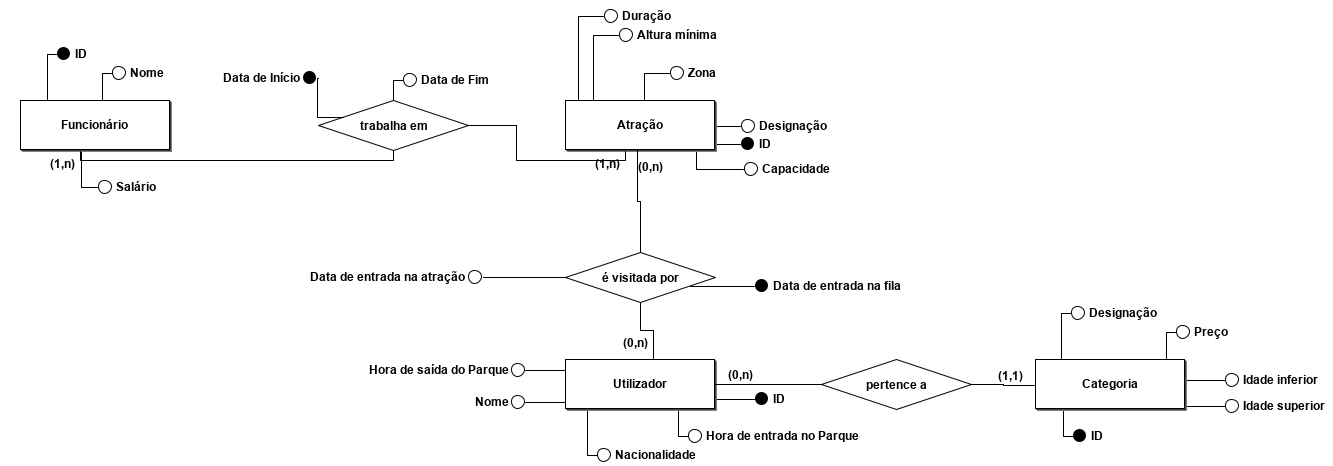 Duração
Altura mínima
ID
Nome
Data de Início
Data de Fim
Zona
Funcionário
trabalha em
Atração
Designação
ID
Capacidade
(1,n)
(1,n)
(0,n)
Salário
Data de entrada na atração
é visitada por
Data de entrada na fila
Designação
Preço
(0,n)
Hora de saída do Parque
Utilizador
(0,n)
pertence a
(1,1)
Categoria
Idade inferior
Nome
ID
Idade superior
Hora de entrada no Parque
ID
Nacionalidade